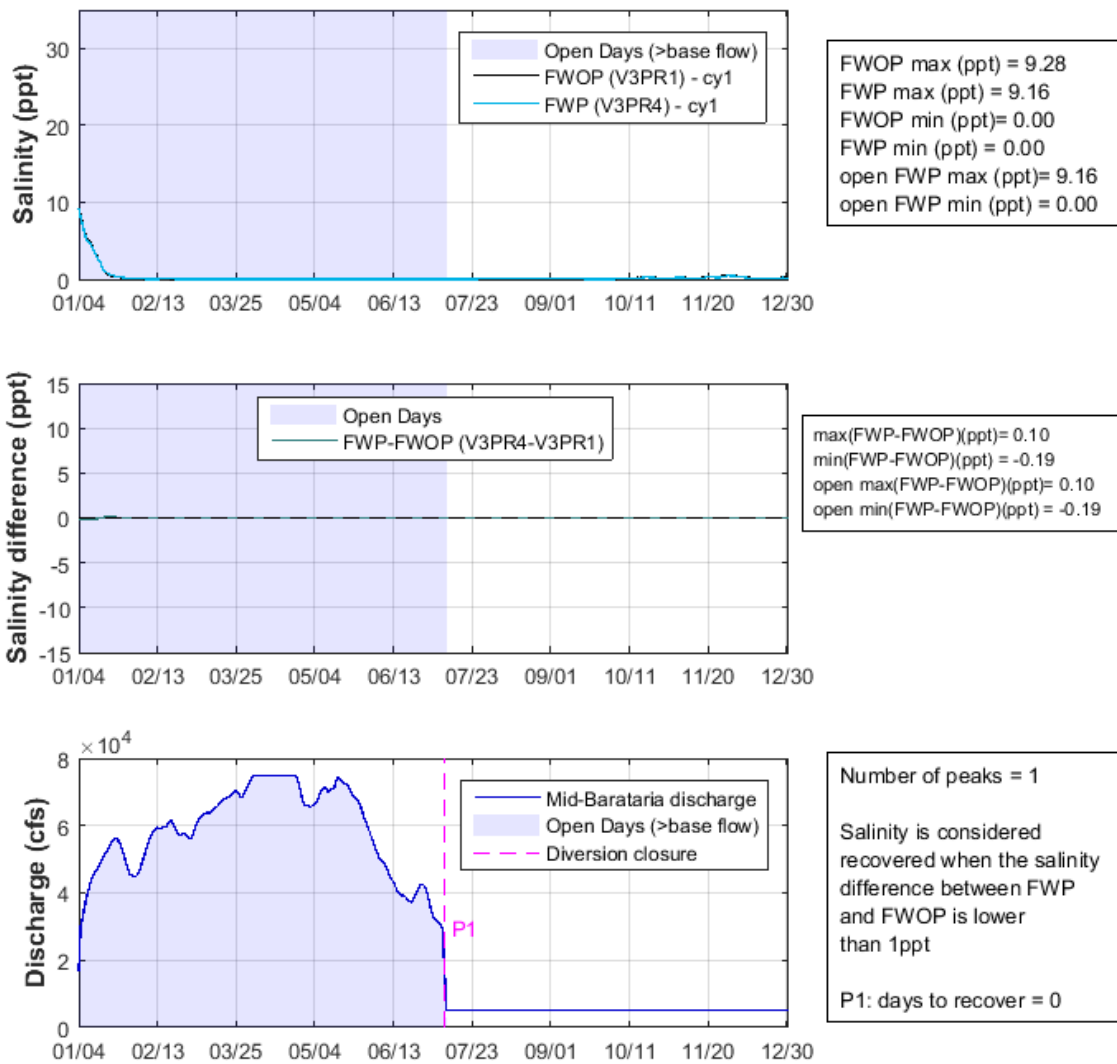 Salinity (ppt)
30
20
10
0
Open Days (>base flow)
FWOP (V3PR1) - cy1
FWP (V3PR4) - cy1
01/04 02/13 03/25 05/04 06/13 07/23 09/01 10/11 11/20 12/30
FWOP max (ppt) = 9.28
FWP max (ppt) = 9.16
FWOP min (ppt)= 0.00
FWP min (ppt) = 0.00
open FWP max (ppt)= 9.16
open FWP min (ppt) = 0.00
Salinity difference (ppt)
15
10
5
0
-5
-10
-15
Open Days
FWP-FWOP (V3PR4-V3PR1)
01/04 02/13 03/25 05/04 06/13 07/23 09/01 10/11 11/20 12/30
max(FWP-FWOP)(ppt)= 0.10
min(FWP-FWOP)(ppt) = -0.19
open max(FWP-FWOP)(ppt)= 0.10
open min(FWP-FWOP)(ppt) = -0.19
Discharge (cfs)
×10⁴
8
6
4
2
0
Mid-Barataria discharge
Open Days (>base flow)
Diversion closure
P1
01/04 02/13 03/25 05/04 06/13 07/23 09/01 10/11 11/20 12/30
Number of peaks = 1
Salinity is considered
recovered when the salinity
difference between FWP
and FWOP is lower
than 1ppt
P1: days to recover = 0